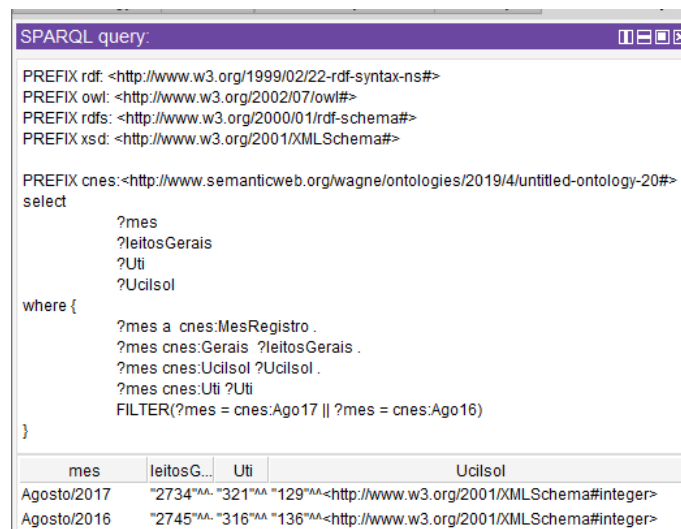 SPARQL query:
PREFIX rdf: <http://www.w3.org/1999/02/22-rdf-syntax-ns#>
PREFIX owl: <http://www.w3.org/2002/07/owl#>
PREFIX rdfs: <http://www.w3.org/2000/01/rdf-schema#>
PREFIX xsd: <http://www.w3.org/2001/XMLSchema#>
PREFIX cnes:<http://www.semanticweb.org/wagne/ontologies/2019/4/untitled-ontology-20#>
select
?mes
?leitosGerais
?Uti
?UciIsol
where {
?mes a cnes:MesRegistro .
?mes cnes:Gerais ?leitosGerais .
?mes cnes:UciIsol ?UciIsol .
?mes cnes:Uti ?Uti
FILTER(?mes = cnes:Ago17 || ?mes = cnes:Ago16)
}
mes leitosG... Uti UciIsol
Agosto/2017 "2734"^^ "321"^^ "129"^^<http://www.w3.org/2001/XMLSchema#integer>
Agosto/2016 "2745"^^ "316"^^ "136"^^<http://www.w3.org/2001/XMLSchema#integer>